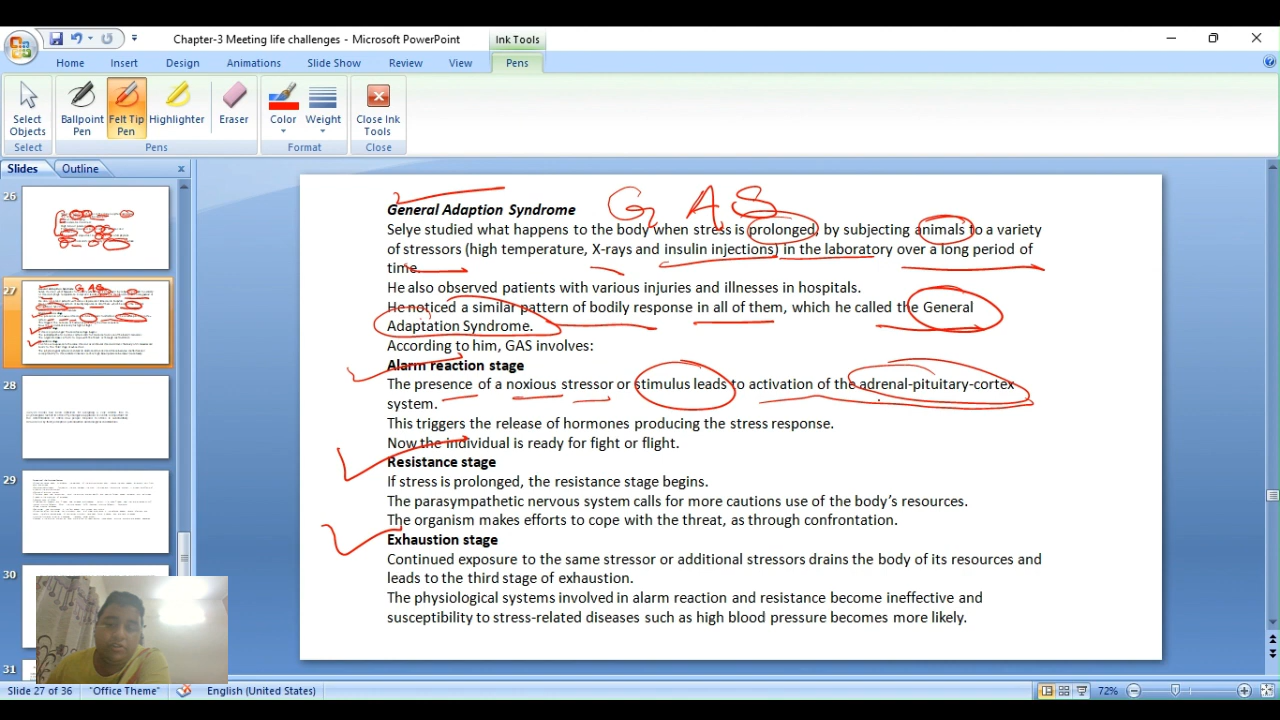 Chapter-3 Meeting life challenges - Microsoft PowerPoint
Ink Tools
Home Insert Design Animations Slide Show Review View Pens
Select Objects
Ballpoint Pen
Felt Tip Pen
Highlighter
Eraser
Color
Weight
Close Ink Tools
Select Pens Format Close
Slides Outline
26
27
28
29
30
31
G A S
General Adaption Syndrome
Selye studied what happens to the body when stress is prolonged, by subjecting animals to a variety
of stressors (high temperature, X-rays and insulin injections) in the laboratory over a long period of
time.
He also observed patients with various injuries and illnesses in hospitals.
He noticed a similar pattern of bodily response in all of them, which he called the General
Adaptation Syndrome.
According to him, GAS involves:
Alarm reaction stage
The presence of a noxious stressor or stimulus leads to activation of the adrenal-pituitary-cortex
system.
This triggers the release of hormones producing the stress response.
Now the individual is ready for fight or flight.
Resistance stage
If stress is prolonged, the resistance stage begins.
The parasympathetic nervous system calls for more cautious use of the body's resources.
The organism makes efforts to cope with the threat, as through confrontation.
Exhaustion stage
Continued exposure to the same stressor or additional stressors drains the body of its resources and
leads to the third stage of exhaustion.
The physiological systems involved in alarm reaction and resistance become ineffective and
susceptibility to stress-related diseases such as high blood pressure becomes more likely.
Slide 27 of 36 "Office Theme" English (United States) 72%